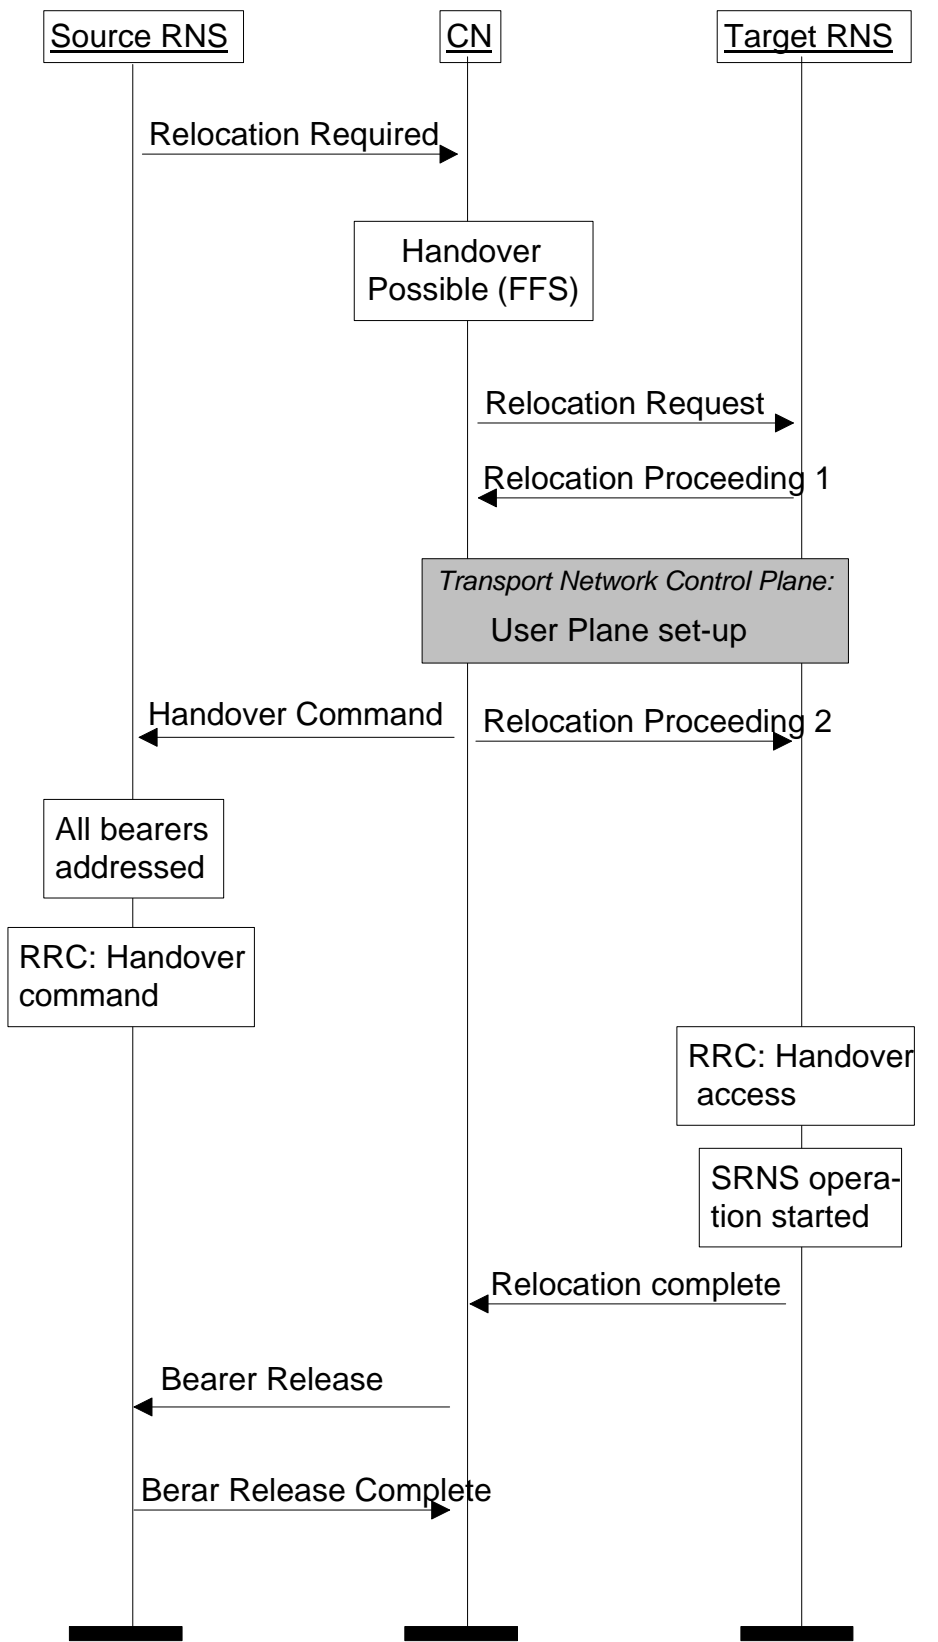 Source RNS
CN
Target RNS
Relocation Required
Handover
Possible (FFS)
Relocation Request
Relocation Proceeding 1
Transport Network Control Plane:
User Plane set-up
Handover Command
Relocation Proceeding 2
All bearers
addressed
RRC: Handover
command
RRC: Handover
access
SRNS opera-
tion started
Relocation complete
Bearer Release
Berar Release Complete